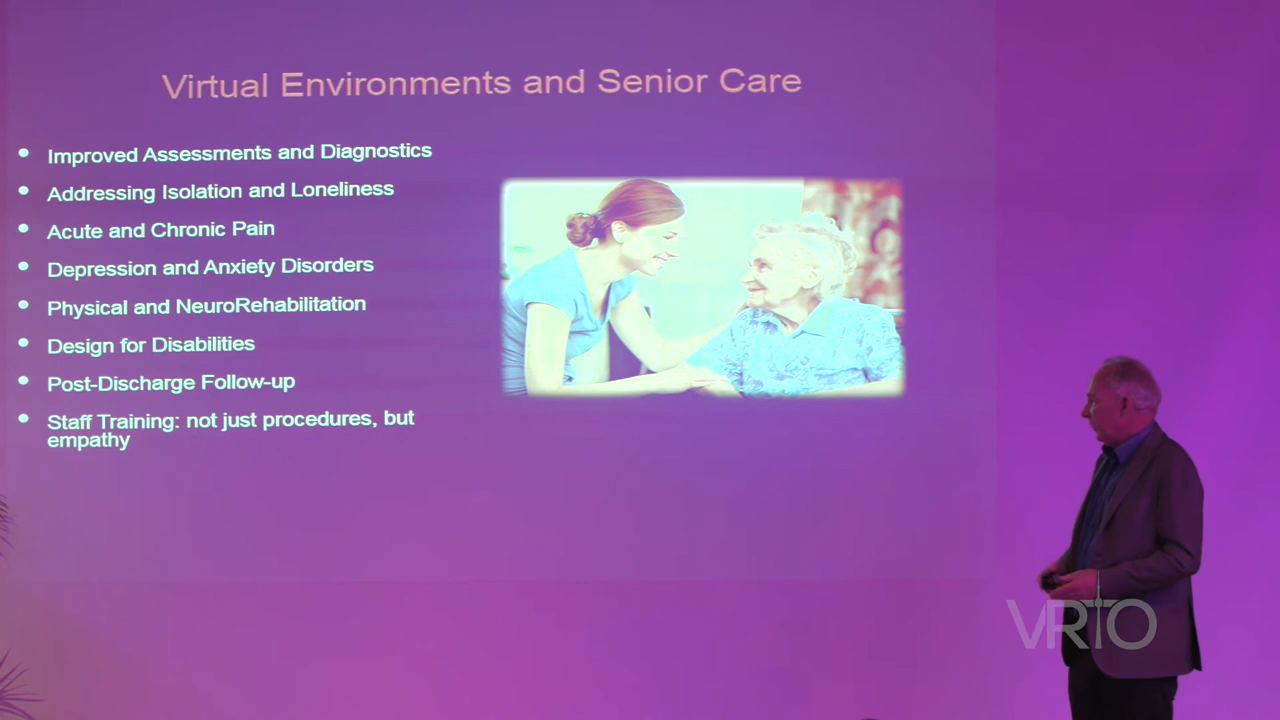 Virtual Environments and Senior Care
• Improved Assessments and Diagnostics
• Addressing Isolation and Loneliness
• Acute and Chronic Pain
• Depression and Anxiety Disorders
• Physical and NeuroRehabilitation
• Design for Disabilities
• Post-Discharge Follow-up
• Staff Training: not just procedures, but
empathy
VRTO